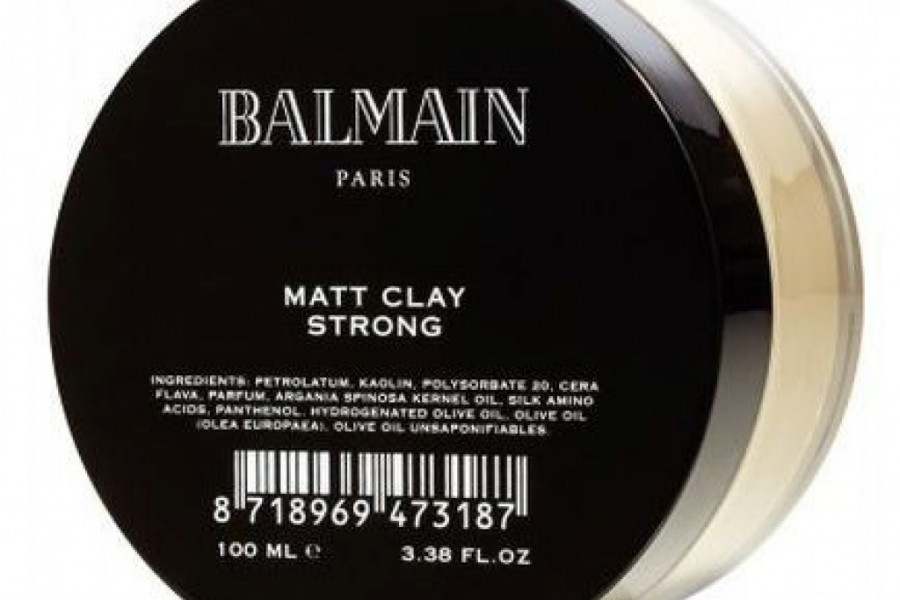 BALMAIN
PARIS
MATT CLAY
STRONG
INGREDIENTS: PETROLATUM, KAOLIN, POLYSORBATE 20, CERA
FLAVA, PARFUM, ARGANIA SPINOSA KERNEL OIL, SILK AMINO
ACIDS, PANTHENOL, HYDROGENATED OLIVE OIL, OLIVE OIL
(OLEA EUROPAEA), OLIVE OIL UNSAPONIFIABLES.
8 718969 473187
100 ML ℮ 3.38 FL.OZ